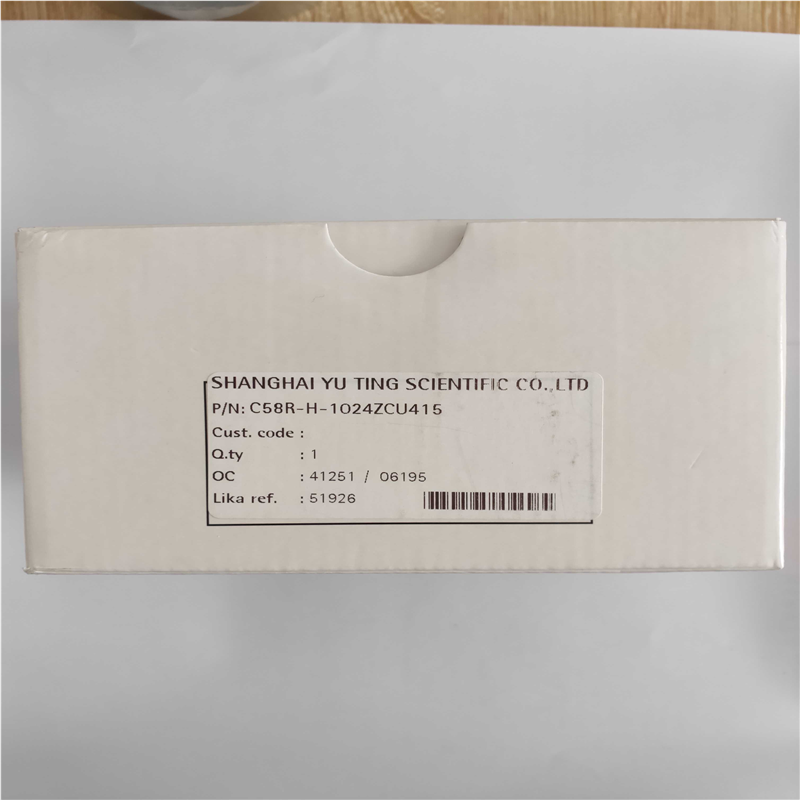 SHANGHAI YU TING SCIENTIFIC CO.,LTD
P/N: C58R-H-1024ZCU415
Cust. code :
Q.ty : 1
OC : 41251 / 06195
Lika ref. : 51926